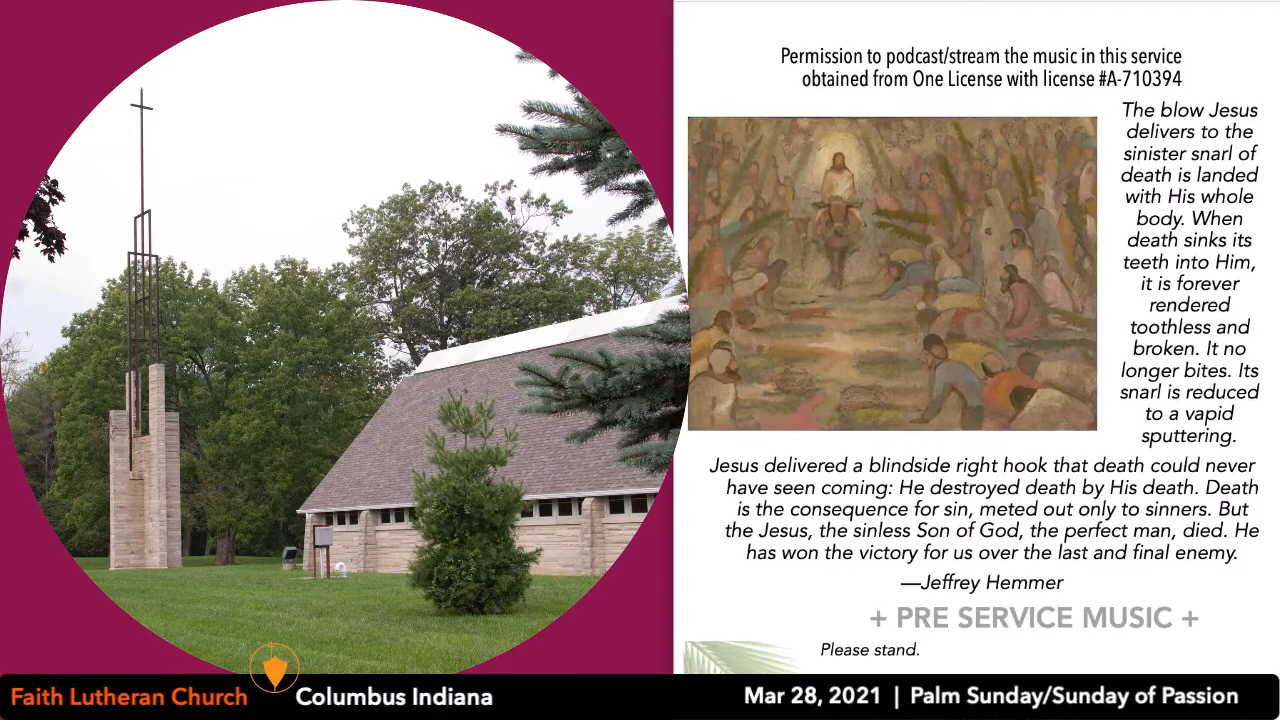 Permission to podcast/stream the music in this service
obtained from One License with license #A-710394
The blow Jesus
delivers to the
sinister snarl of
death is landed
with His whole
body. When
death sinks its
teeth into Him,
it is forever
rendered
toothless and
broken. It no
longer bites. Its
snarl is reduced
to a vapid
sputtering.
Jesus delivered a blindside right hook that death could never
have seen coming: He destroyed death by His death. Death
is the consequence for sin, meted out only to sinners. But
the Jesus, the sinless Son of God, the perfect man, died. He
has won the victory for us over the last and final enemy.
—Jeffrey Hemmer
+ PRE SERVICE MUSIC +
Please stand.
Faith Lutheran Church Columbus Indiana
Mar 28, 2021 | Palm Sunday/Sunday of Passion